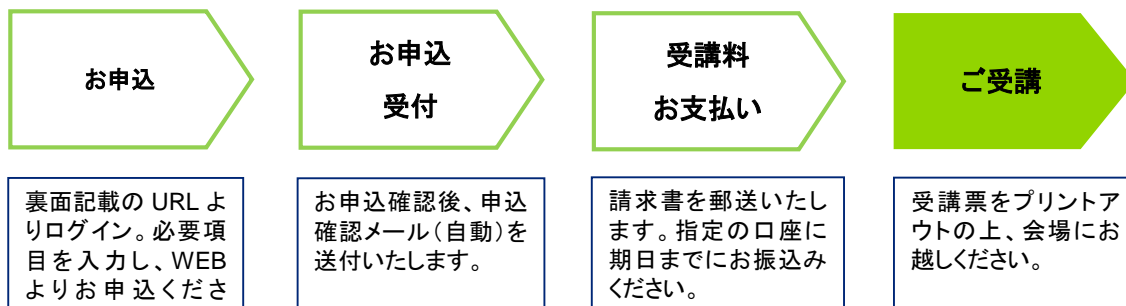 お申込
お申込
受付
受講料
お支払い
ご受講
裏面記載の URL よ
りログイン。必要項
目を入力し、WEB
よりお申込くださ
お申込確認後、申込
確認メール（自動）を
送付いたします。
請求書を郵送いたし
ます。指定の口座に
期日までにお振込み
ください。
受講票をプリントア
ウトの上、会場にお
越しください。